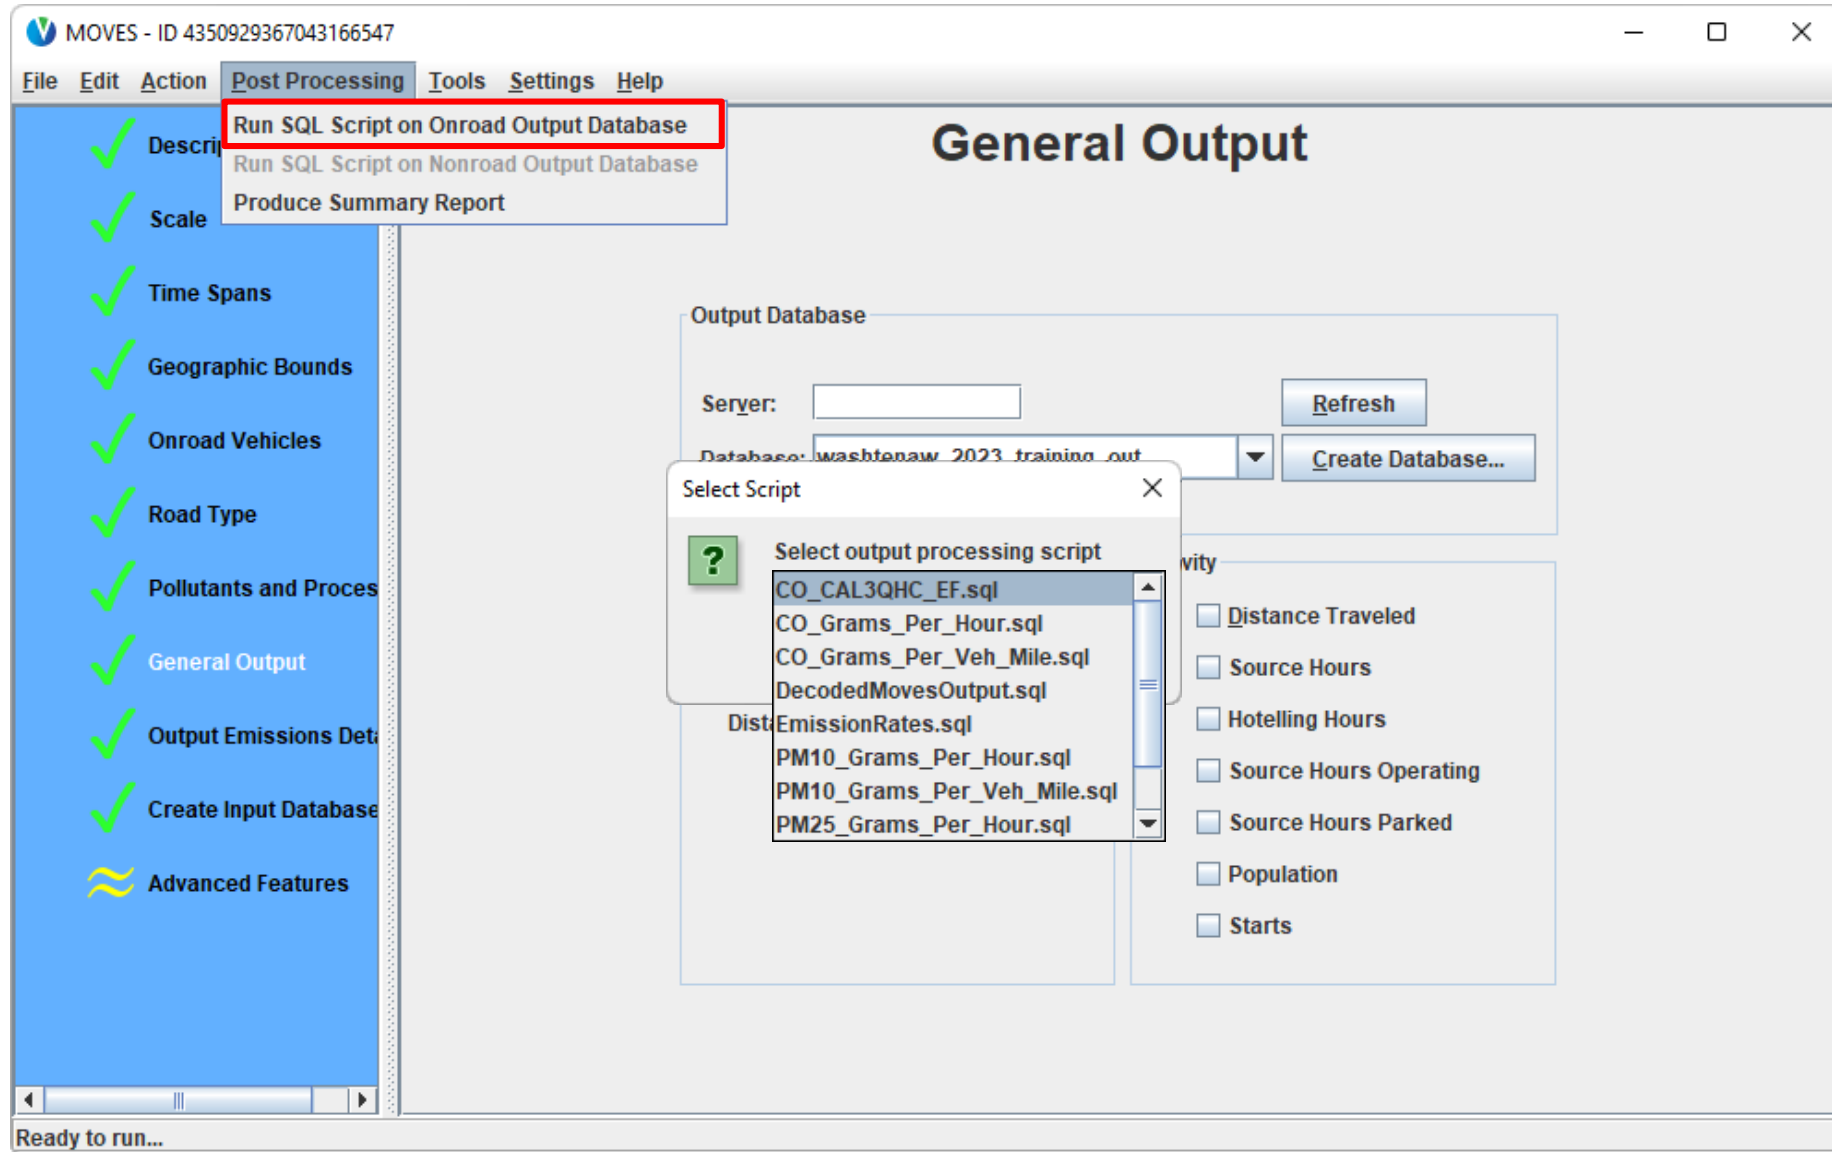 MOVES - ID 4350929367043166547
File Edit Action Post Processing Tools Settings Help
Run SQL Script on Onroad Output Database
Run SQL Script on Nonroad Output Database
Produce Summary Report
General Output
Scale
Time Spans
Geographic Bounds
Onroad Vehicles
Road Type
Pollutants and Proces
General Output
Output Emissions Deta
Create Input Database
Advanced Features
Output Database
Server:
Refresh
Database: washtenaw_2023_training_out
Create Database...
Select Script
Select output processing script
CO_CAL3QHC_EF.sql
CO_Grams_Per_Hour.sql
CO_Grams_Per_Veh_Mile.sql
DecodedMovesOutput.sql
EmissionRates.sql
PM10_Grams_Per_Hour.sql
PM10_Grams_Per_Veh_Mile.sql
PM25_Grams_Per_Hour.sql
Distance Traveled
Source Hours
Hotelling Hours
Source Hours Operating
Source Hours Parked
Population
Starts
Ready to run...